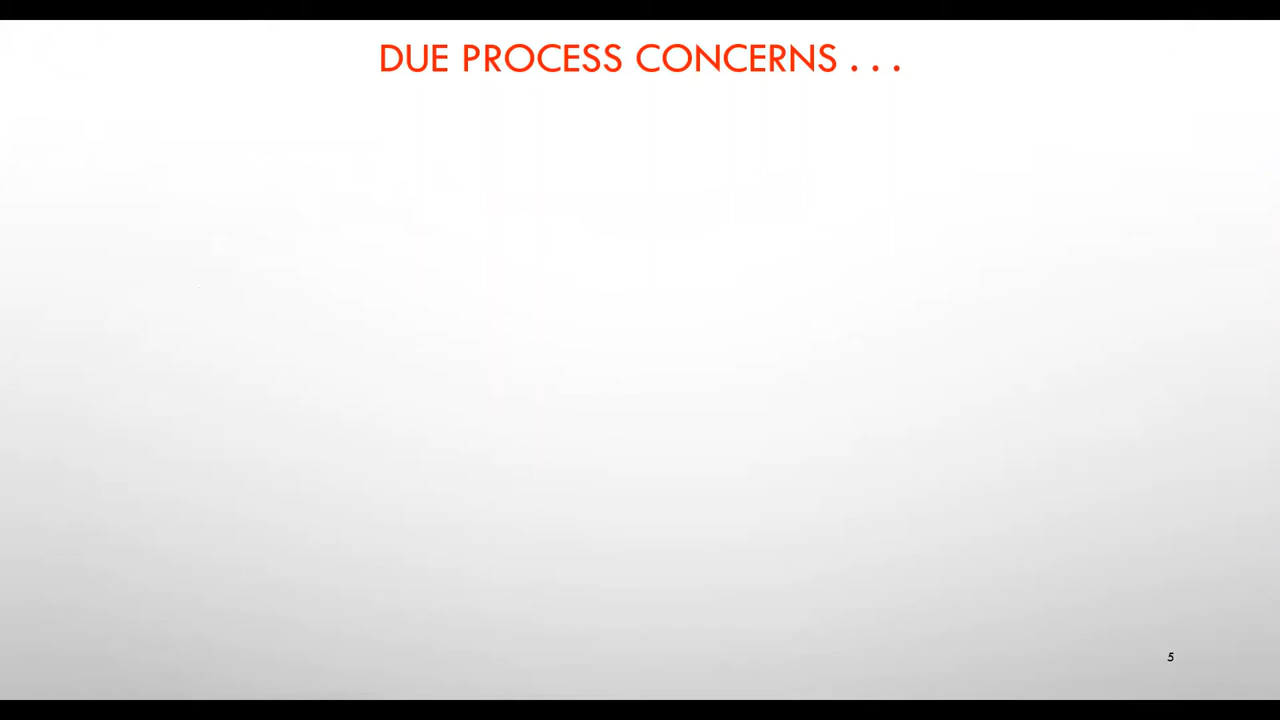 DUE PROCESS CONCERNS . . .
5